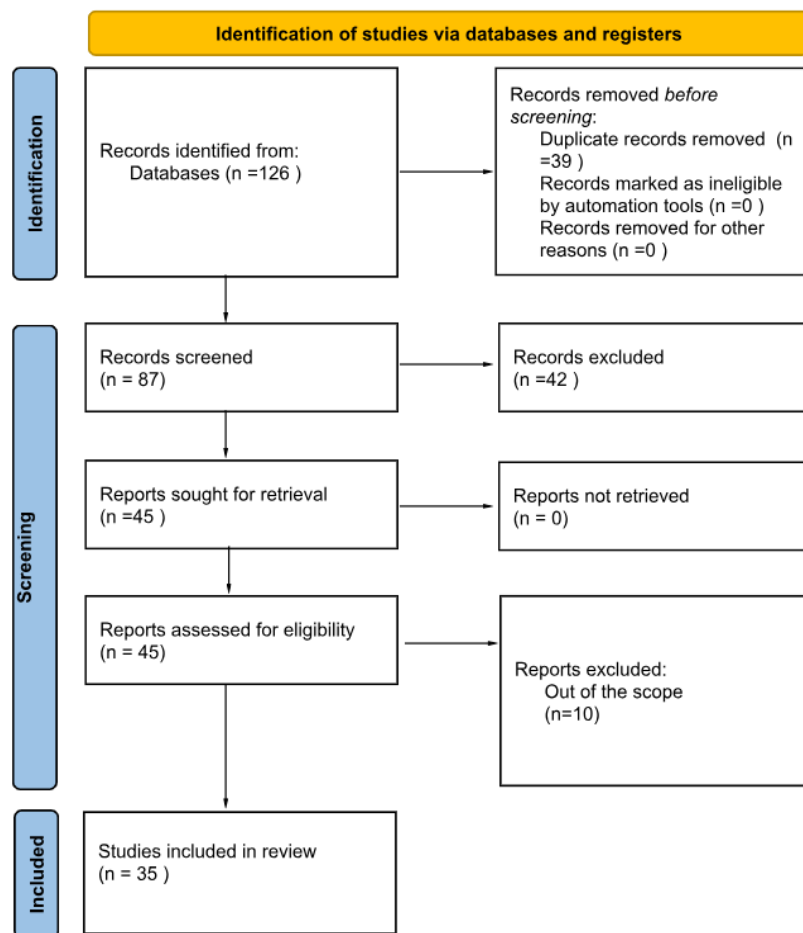 Identification of studies via databases and registers
Identification
Records identified from:
Databases (n =126 )
Records removed before
screening:
Duplicate records removed (n
=39 )
Records marked as ineligible
by automation tools (n =0 )
Records removed for other
reasons (n =0 )
Screening
Records screened
(n = 87)
Records excluded
(n =42 )
Reports sought for retrieval
(n =45 )
Reports not retrieved
(n = 0)
Reports assessed for eligibility
(n = 45)
Reports excluded:
Out of the scope
(n=10)
Included
Studies included in review
(n = 35 )